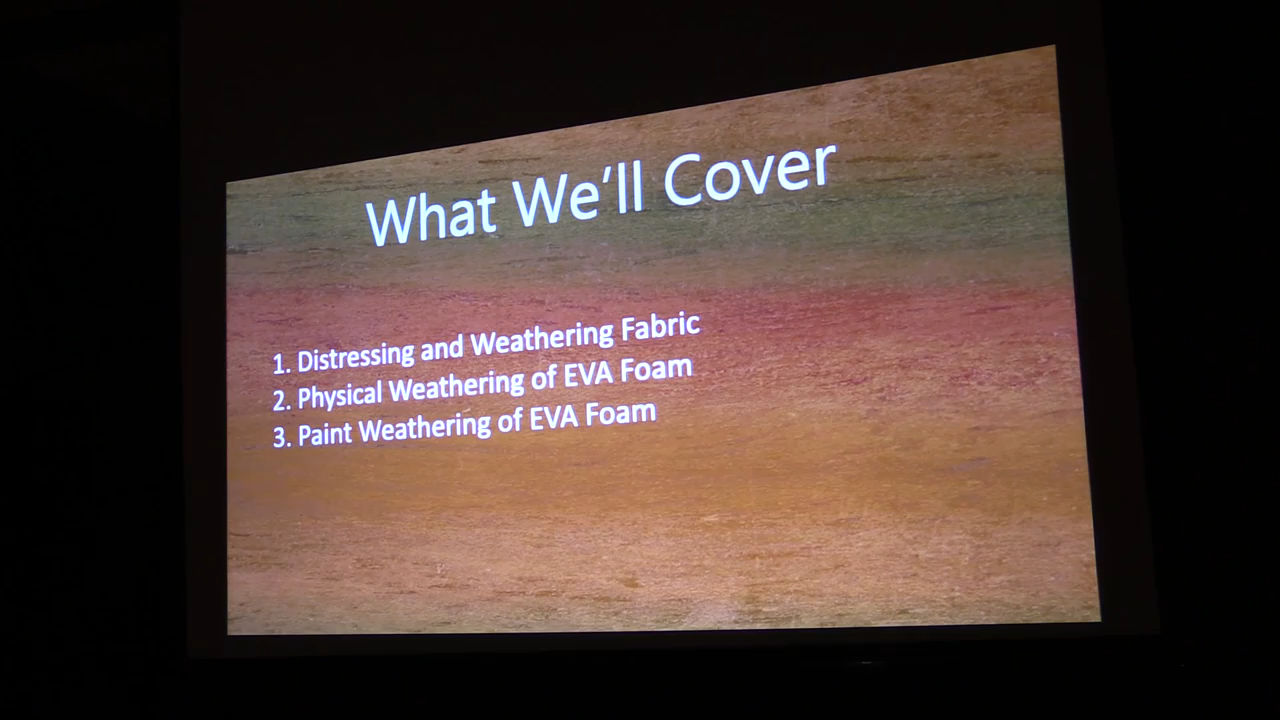 What We'll Cover
1. Distressing and Weathering Fabric
2. Physical Weathering of EVA Foam
3. Paint Weathering of EVA Foam